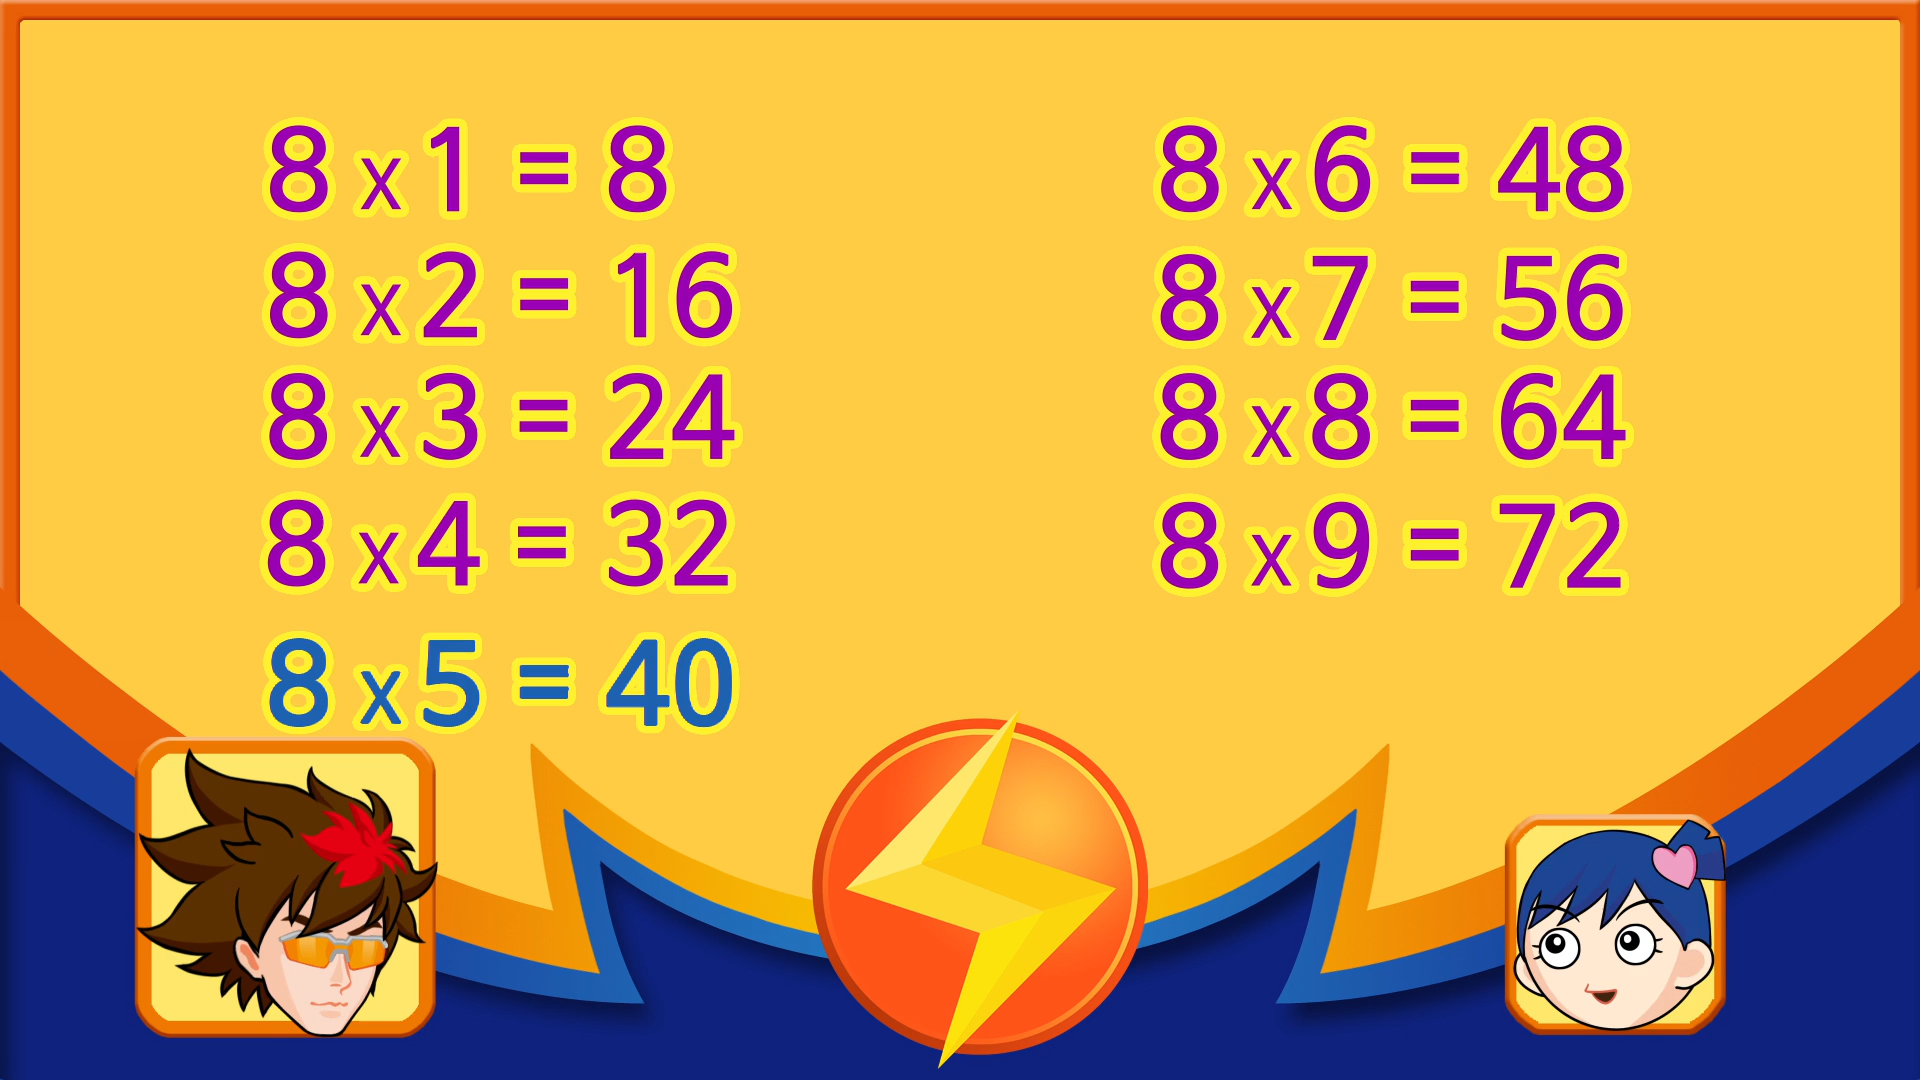 8 x 1 = 8
8 x 2 = 16
8 x 3 = 24
8 x 4 = 32
8 x 5 = 40
8 x 6 = 48
8 x 7 = 56
8 x 8 = 64
8 x 9 = 72